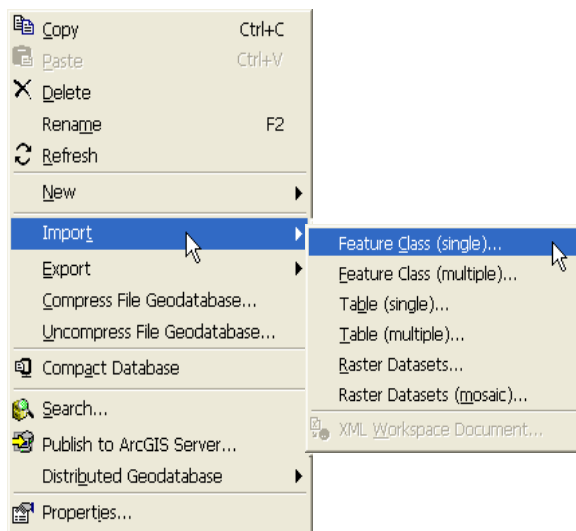 Copy Ctrl+C
Paste Ctrl+V
Delete
Rename F2
Refresh
New
Import
Export
Compress File Geodatabase...
Uncompress File Geodatabase...
Compact Database
Search...
Publish to ArcGIS Server...
Distributed Geodatabase
Properties...
Feature Class (single)...
Feature Class (multiple)...
Table (single)...
Table (multiple)...
Raster Datasets...
Raster Datasets (mosaic)...
XML Workspace Document...